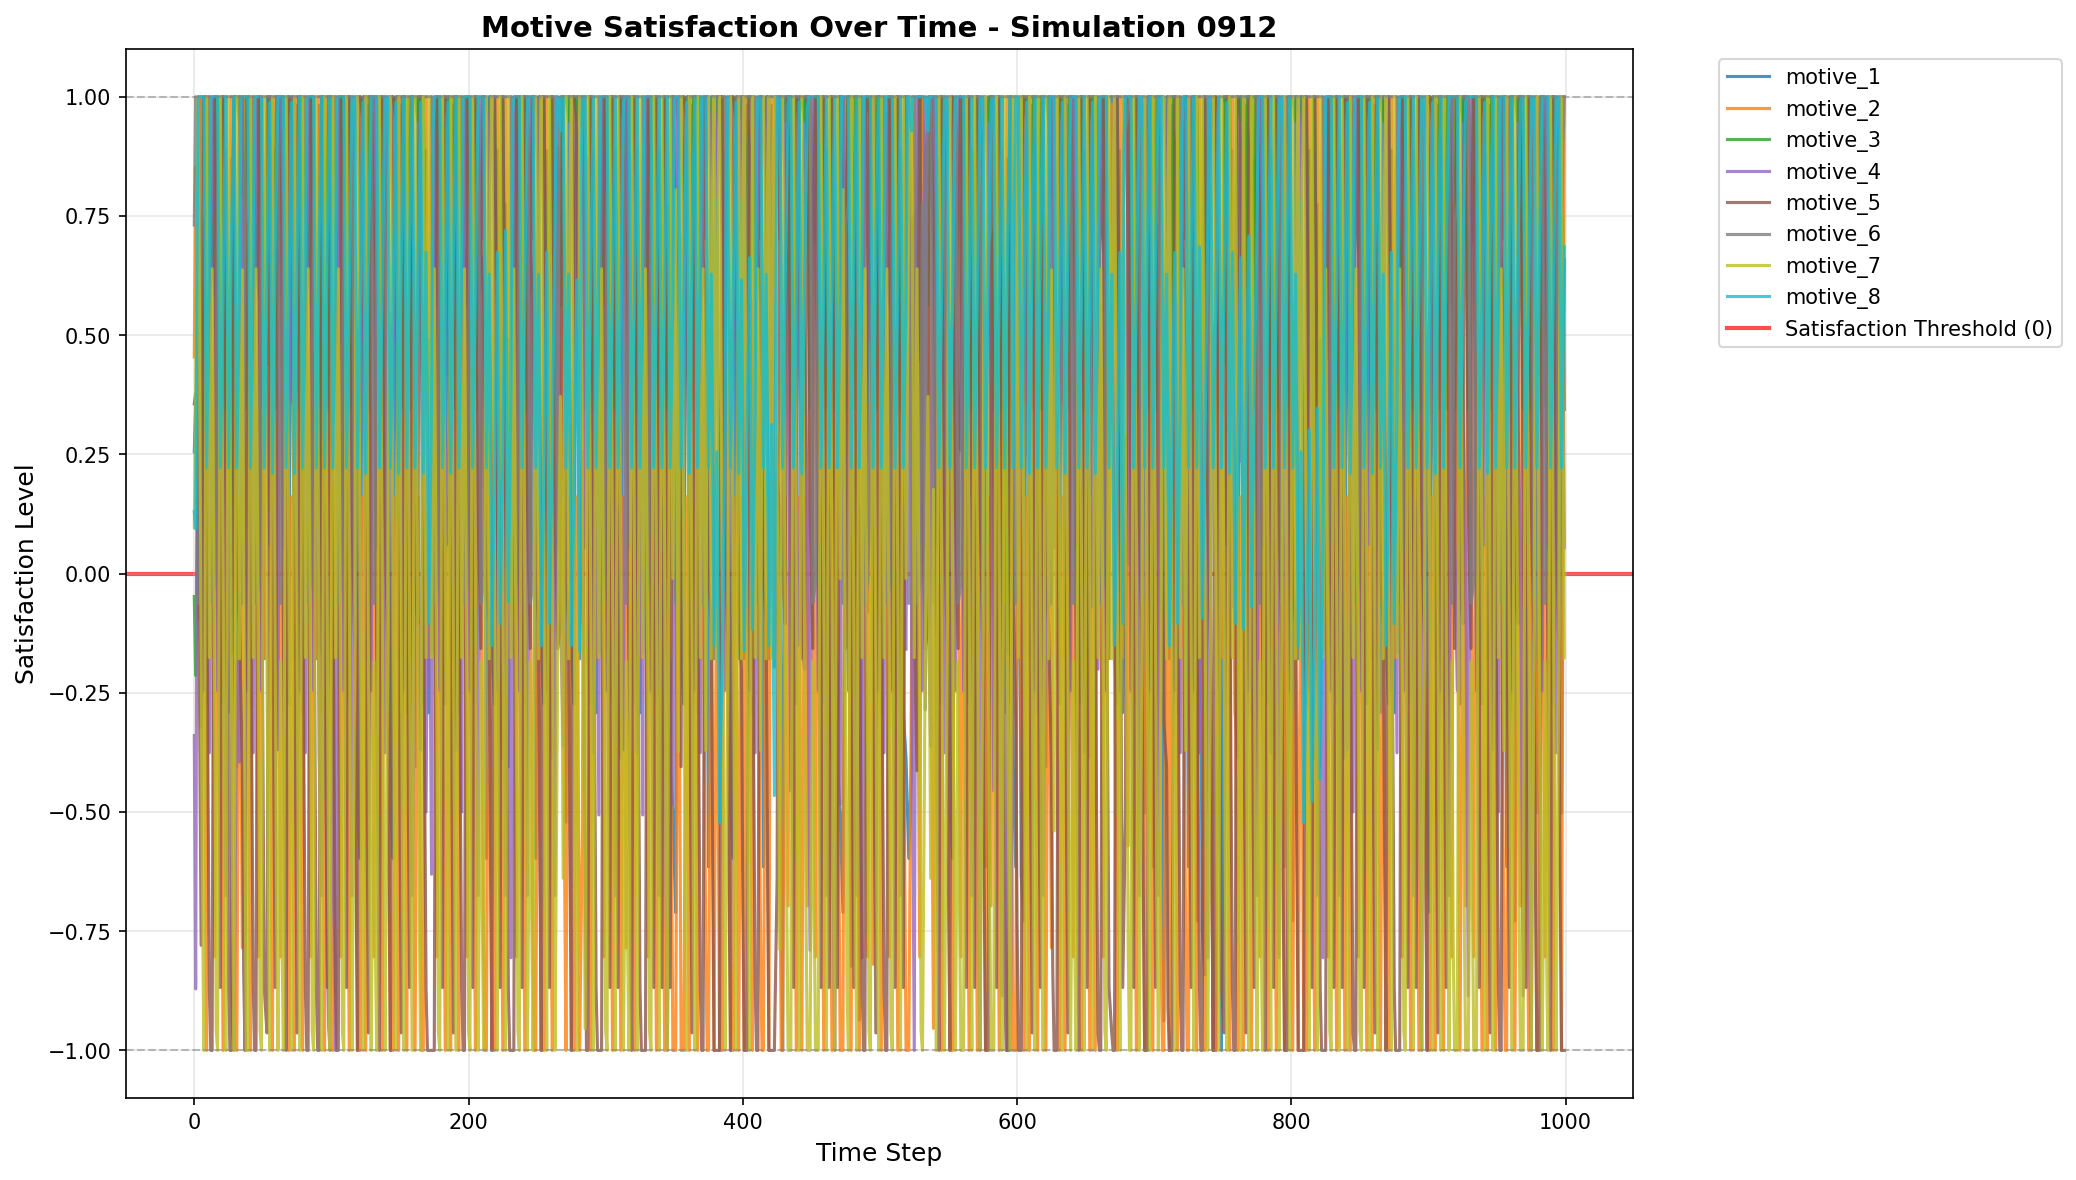 Motive Satisfaction Over Time - Simulation 0912
1.00
0.75
0.50
0.25
0.00
−0.25
−0.50
−0.75
−1.00
Satisfaction Level
0
200
400
600
800
1000
Time Step
motive_1
motive_2
motive_3
motive_4
motive_5
motive_6
motive_7
motive_8
Satisfaction Threshold (0)